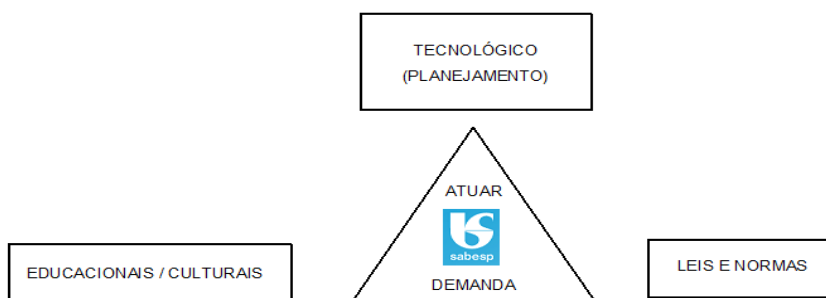 TECNOLÓGICO
(PLANEJAMENTO)
ATUAR
sabesp
DEMANDA
EDUCACIONAIS / CULTURAIS
LEIS E NORMAS